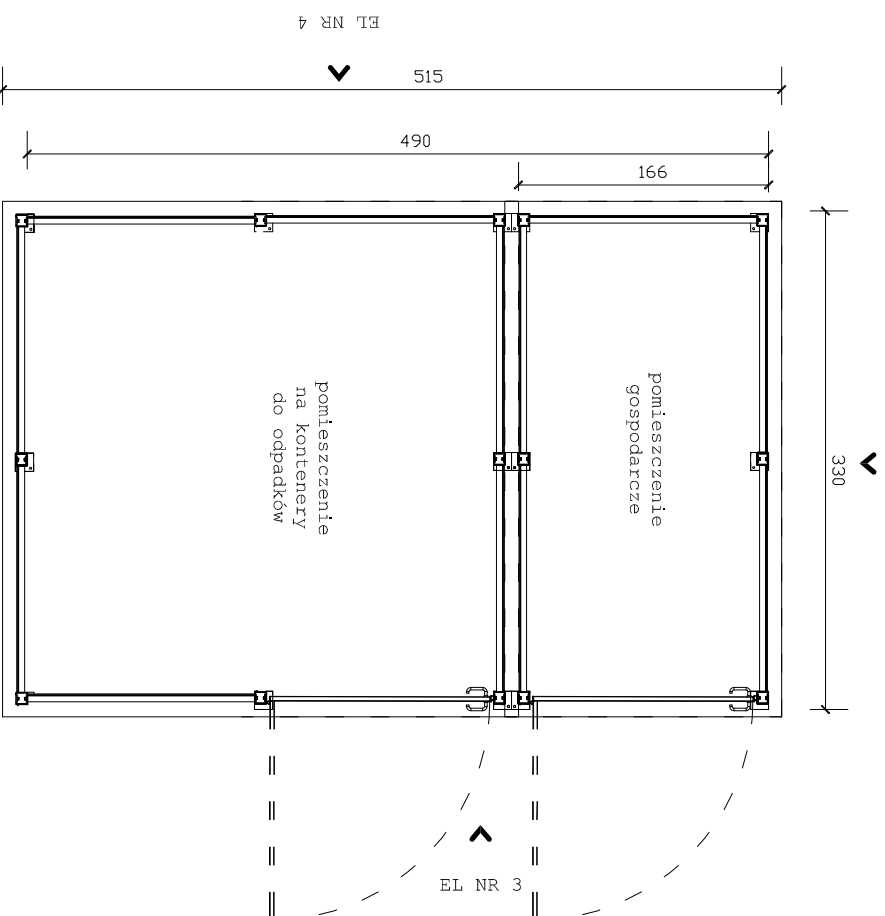 EL NR 4
515
490
166
pomieszczenie
na kontenery
do odpadków
pomieszczenie
gospodarcze
330
EL NR 3